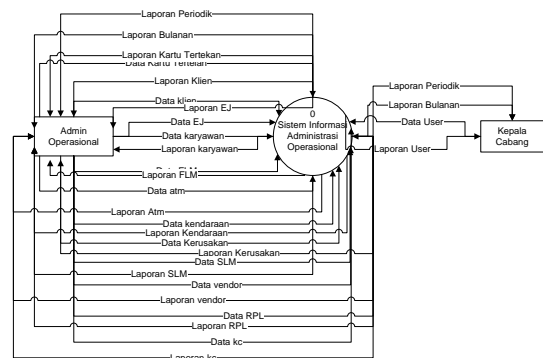 Laporan Periodik
Laporan Bulanan
Laporan Kartu Tertekan
Data Kartu Tertelan
Laporan Klien
Data klien
Laporan EJ
Data EJ
Data karyawan
Laporan karyawan
Data FLM
Laporan FLM
Data atm
Laporan Atm
Data kendaraan
Laporan Kendaraan
Data Kerusakan
Laporan Kerusakan
Data SLM
Laporan SLM
Data vendor
Laporan vendor
Data RPL
Laporan RPL
Data kc
Laporan kc
Admin
Operasional
0
Sistem Informasi
Administrasi
Operasional
Laporan Periodik
Laporan Bulanan
Data User
Laporan User
Kepala
Cabang